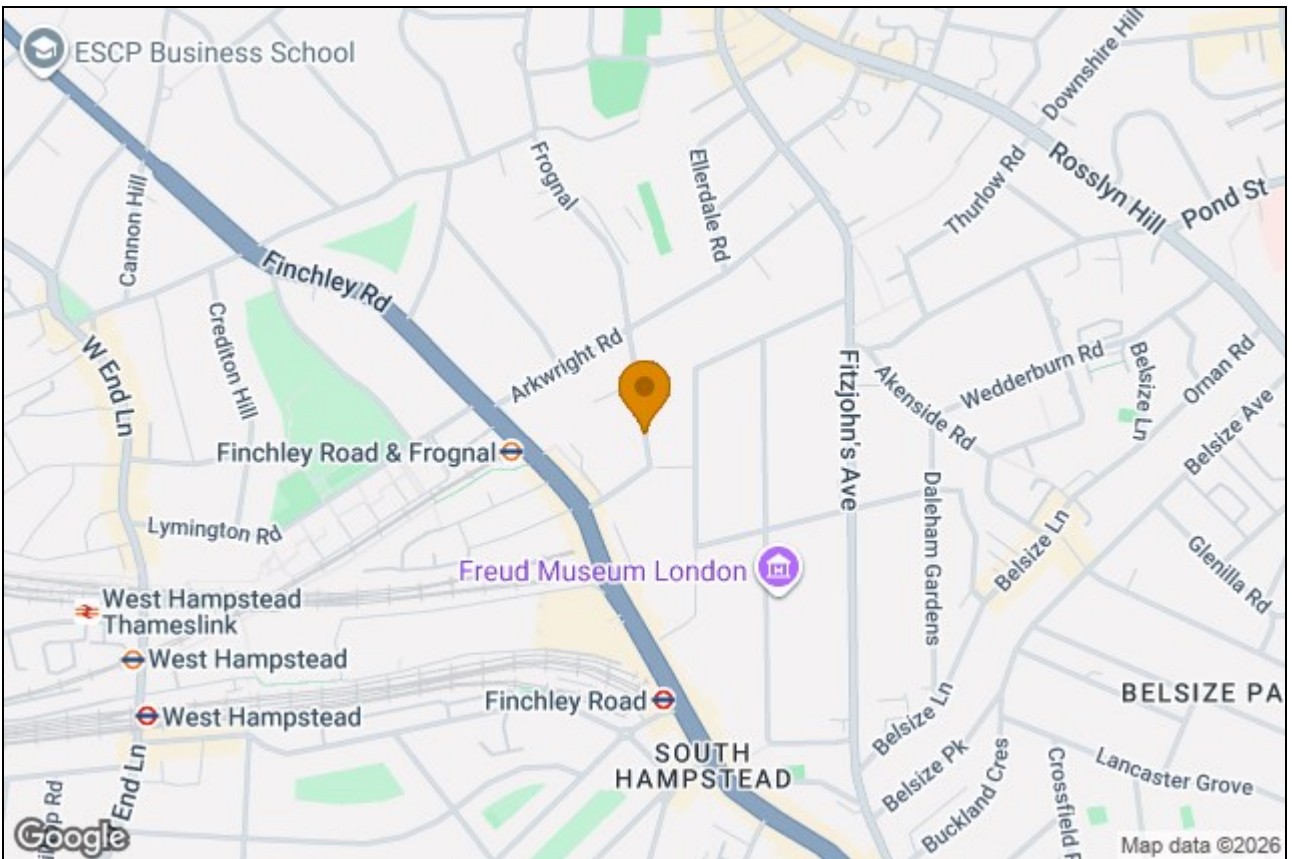 ESCP Business School
Downshire Hill
Frognal
Ellerdale Rd
Thurlow Rd
Rosslyn Hill
Pond St
Cannon Hill
Finchley Rd
Crediton Hill
W End Ln
Arkwright Rd
Fitzjohn's Ave
Akenside Rd
Wedderburn Rd
Belsize Ln
Ornan Rd
Belsize Ave
Finchley Road & Frognal
Lymington Rd
Daleham Gardens
Belsize Ln
Glenilla Rd
Freud Museum London
West Hampstead
Thameslink
West Hampstead
West Hampstead
Finchley Road
BELSIZE PA
SOUTH
HAMPSTEAD
Belsize Ln
Belsize Pk
Buckland Cres
Lancaster Grove
End Ln
Google
Map data ©2026